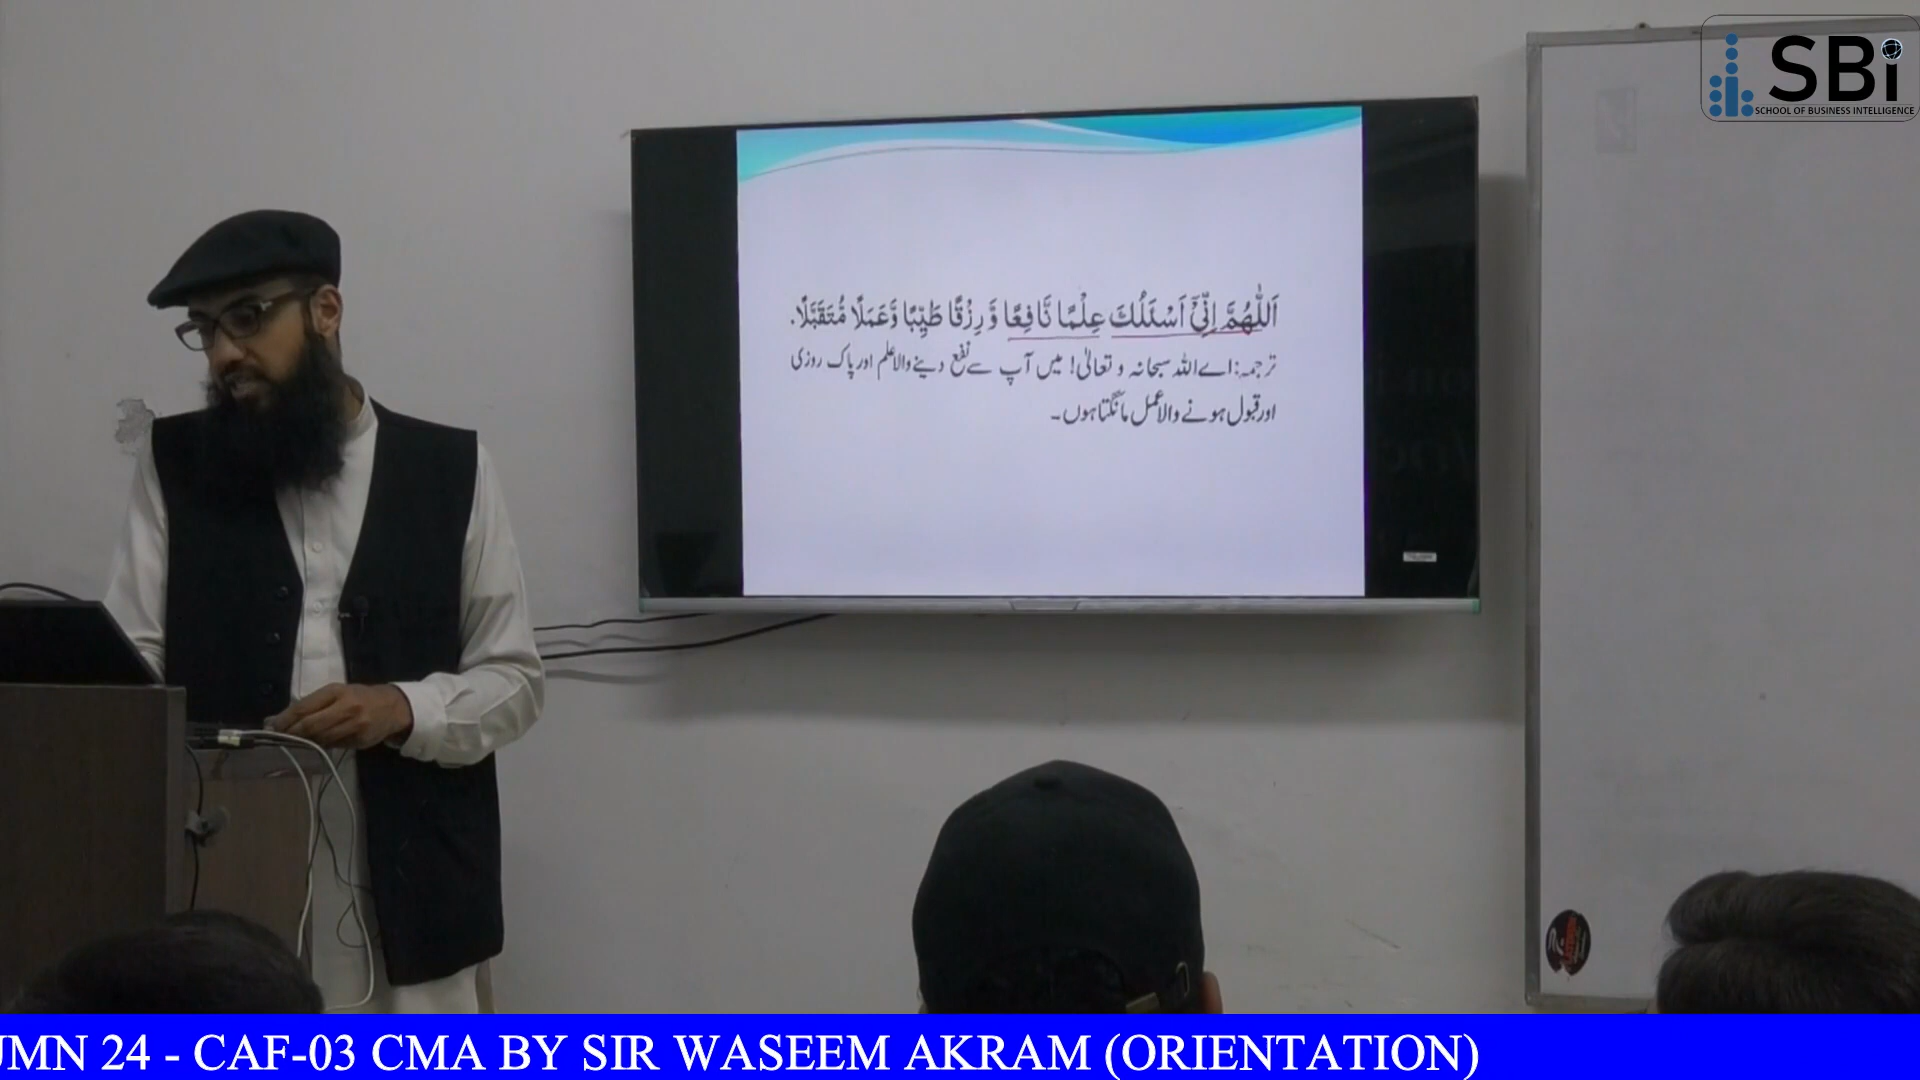 SBi
SCHOOL OF BUSINESS INTELLIGENCE
اَللّٰهُمَّ اِنِّیْٓ اَسْئَلُكَ عِلْمًا نَّافِعًا وَّ رِزْقًا طَيِّبًا وَّعَمَلًا مُّتَقَبَّلًا.
ترجمہ: اے اللہ سبحانہ و تعالیٰ! میں آپ سے نفع دینے والا علم اور پاک روزی
اور قبول ہونے والا عمل مانگتا ہوں۔
UMN 24 - CAF-03 CMA BY SIR WASEEM AKRAM (ORIENTATION)